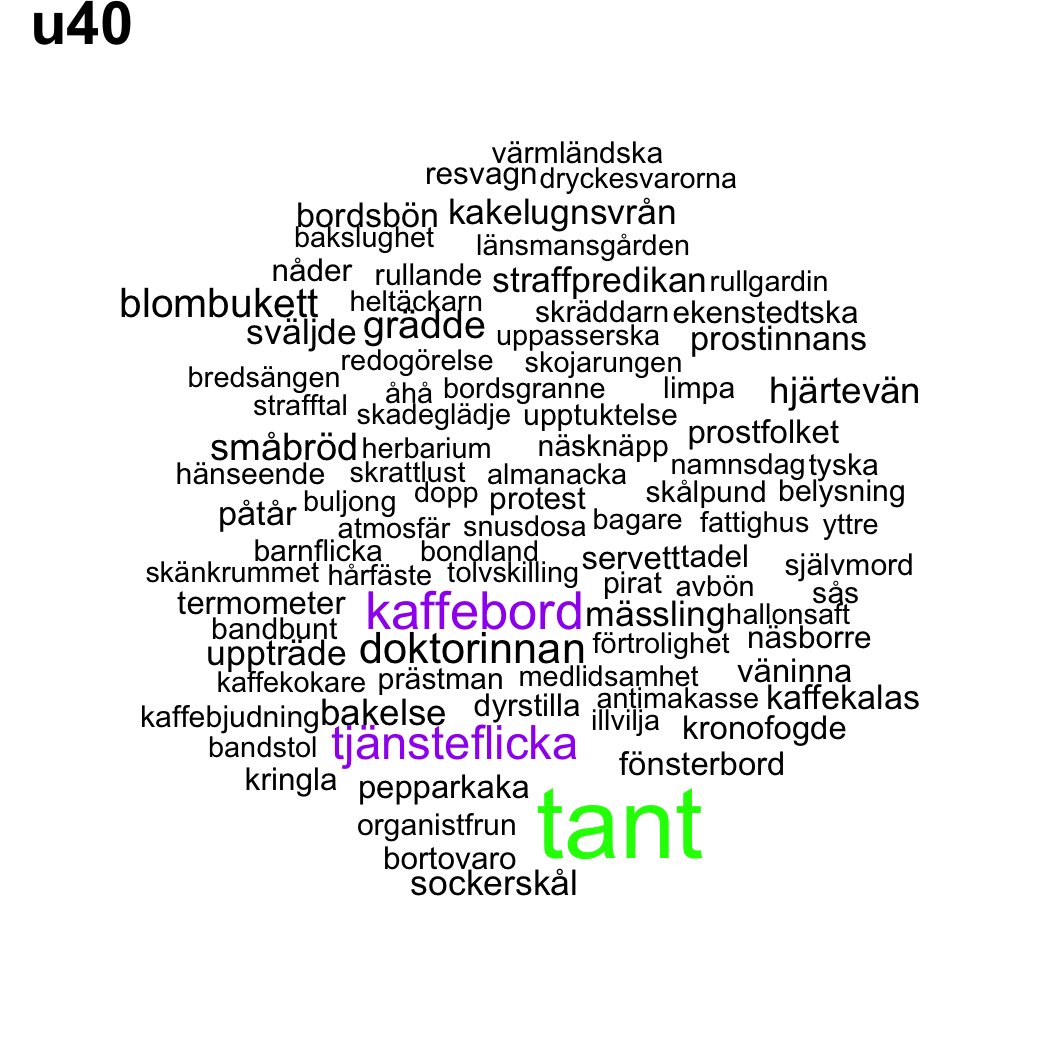 u40
värmländska
resvagn dryckesvarorna
bordsbön kakelugnsvrån
bakslughet länsmansgården
nåder rullande straffpredikan rullgardin
blombukett heltäckarn skräddarn ekenstedtska
sväljde grädde uppasserska prostinnans
redogörelse skojarungen
bredsängen åhå bordsgranne limpa hjärtevän
strafftal skadeglädje upptuktelse
småbröd herbarium näsknäpp prostfolket
hänseende skrattlust almanacka namnsdag tyska
påtår buljong dopp protest skålpund belysning
atmosfär snusdosa bagare fattighus yttre
barnflicka bondland servett tadel självmord
skänkrummet hårfäste tolvskilling pirat avbön sås
termometer kaffebord mässling hallonsaft
bandbunt
uppträde doktorinnan förtrolighet näsborre
kaffekokare prästman medlidsamhet väninna
kaffebjudning bakelse dyrstilla antimakasse kaffekalas
illvilja kronofogde
bandstol tjänsteflicka fönsterbord
kringla pepparkaka
organistfrun tant
bortovaro
sockerskål